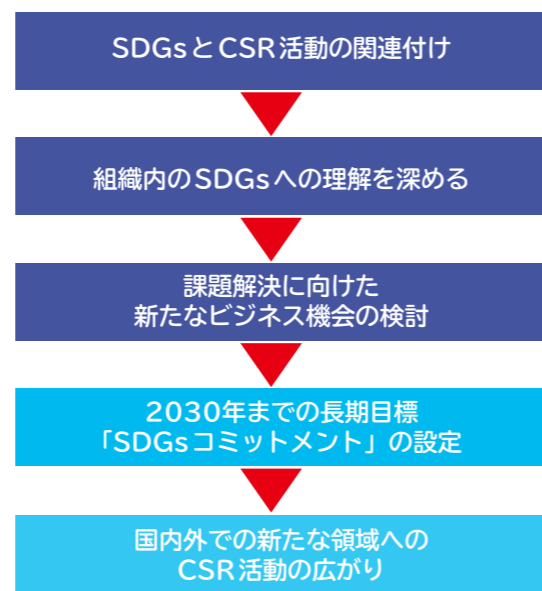 SDGsとCSR活動の関連付け
組織内のSDGsへの理解を深める
課題解決に向けた
新たなビジネス機会の検討
2030年までの長期目標
「SDGsコミットメント」の設定
国内外での新たな領域への
CSR活動の広がり